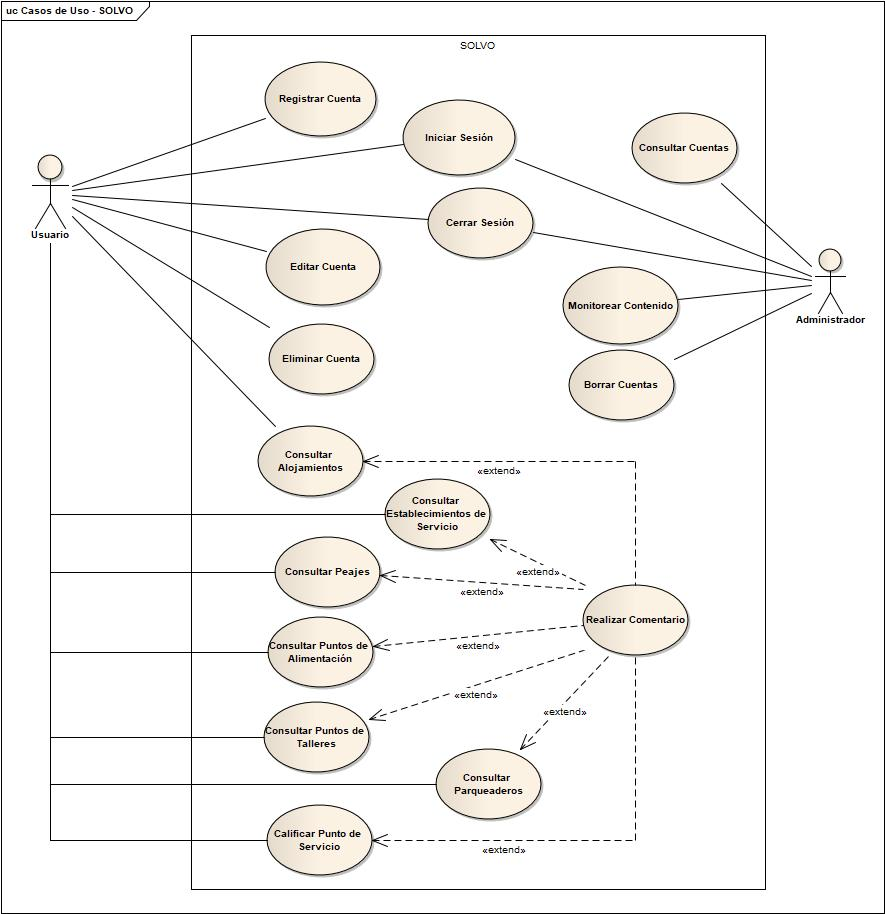 uc Casos de Uso - SOLVO
SOLVO
Registrar Cuenta
Iniciar Sesión
Consultar Cuentas
Cerrar Sesión
Usuario
Editar Cuenta
Monitorear Contenido
Administrador
Eliminar Cuenta
Borrar Cuentas
Consultar
Alojamientos
«extend»
Consultar
Establecimientos de
Servicio
«extend»
Consultar Peajes
«extend»
Realizar Comentario
Consultar Puntos de
Alimentación
«extend»
«extend»
Consultar Puntos de
Talleres
«extend»
Consultar
Parqueaderos
Calificar Punto de
Servicio
«extend»